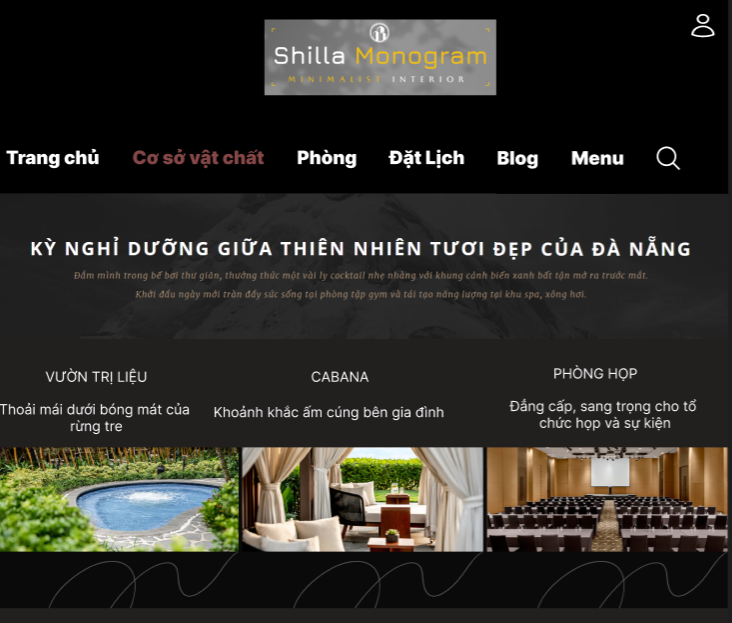 B
Shilla Monogram
MINIMALIST INTERIOR
Trang chủ Cơ sở vật chất Phòng Đặt Lịch Blog Menu
KỲ NGHỈ DƯỠNG GIỮA THIÊN NHIÊN TƯƠI ĐẸP CỦA ĐÀ NẴNG
Đắm mình trong bể bơi thư giãn, thưởng thức một vài ly cocktail nhẹ nhàng với khung cảnh biển xanh bất tận mở ra trước mắt.
Khởi đầu ngày mới tràn đầy sức sống tại phòng tập gym và tái tạo năng lượng tại khu spa, xông hơi.
VƯỜN TRỊ LIỆU
Thoải mái dưới bóng mát của
rừng tre
CABANA
Khoảnh khắc ấm cúng bên gia đình
PHÒNG HỌP
Đẳng cấp, sang trọng cho tổ
chức họp và sự kiện